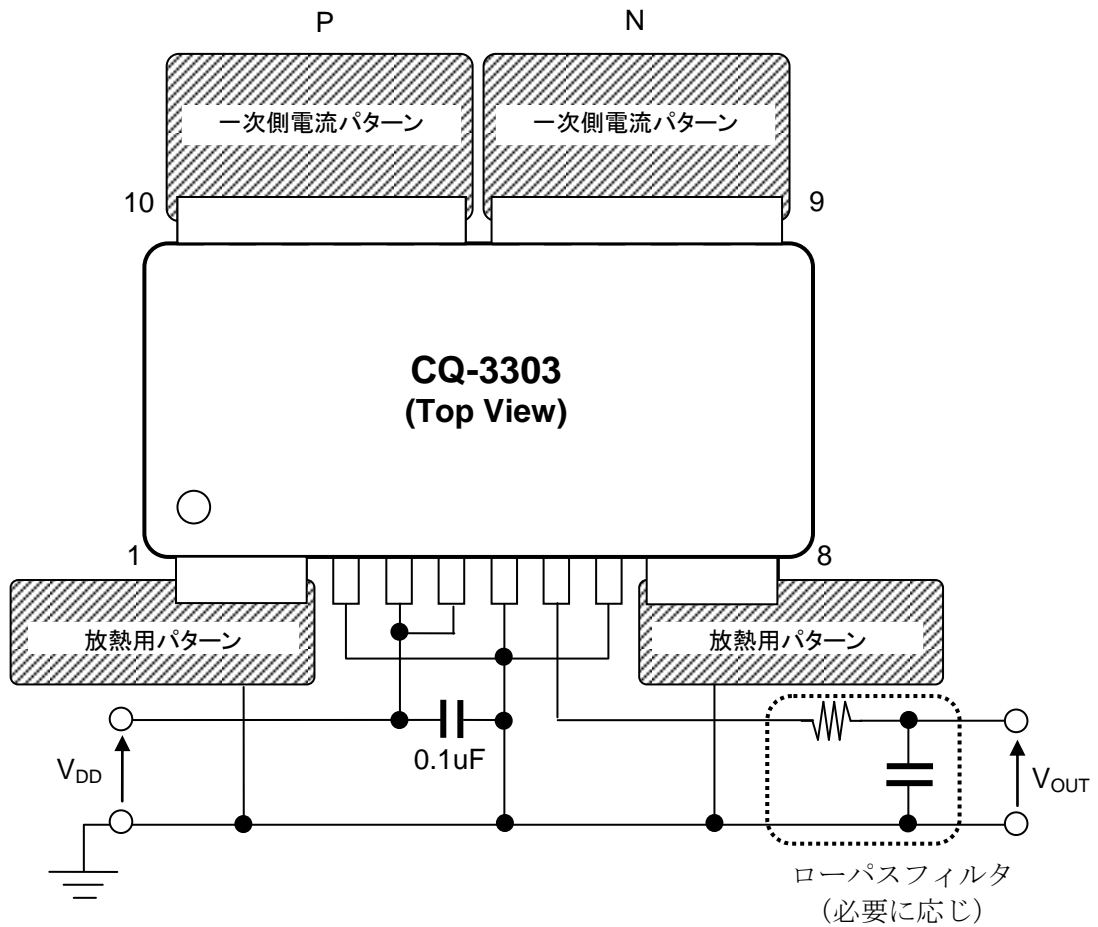 P
N
一次側電流パターン
一次側電流パターン
10
9
CQ-3303
(Top View)
1
8
放熱用パターン
放熱用パターン
0.1uF
VDD
VOUT
ローパスフィルタ
(必要に応じ)